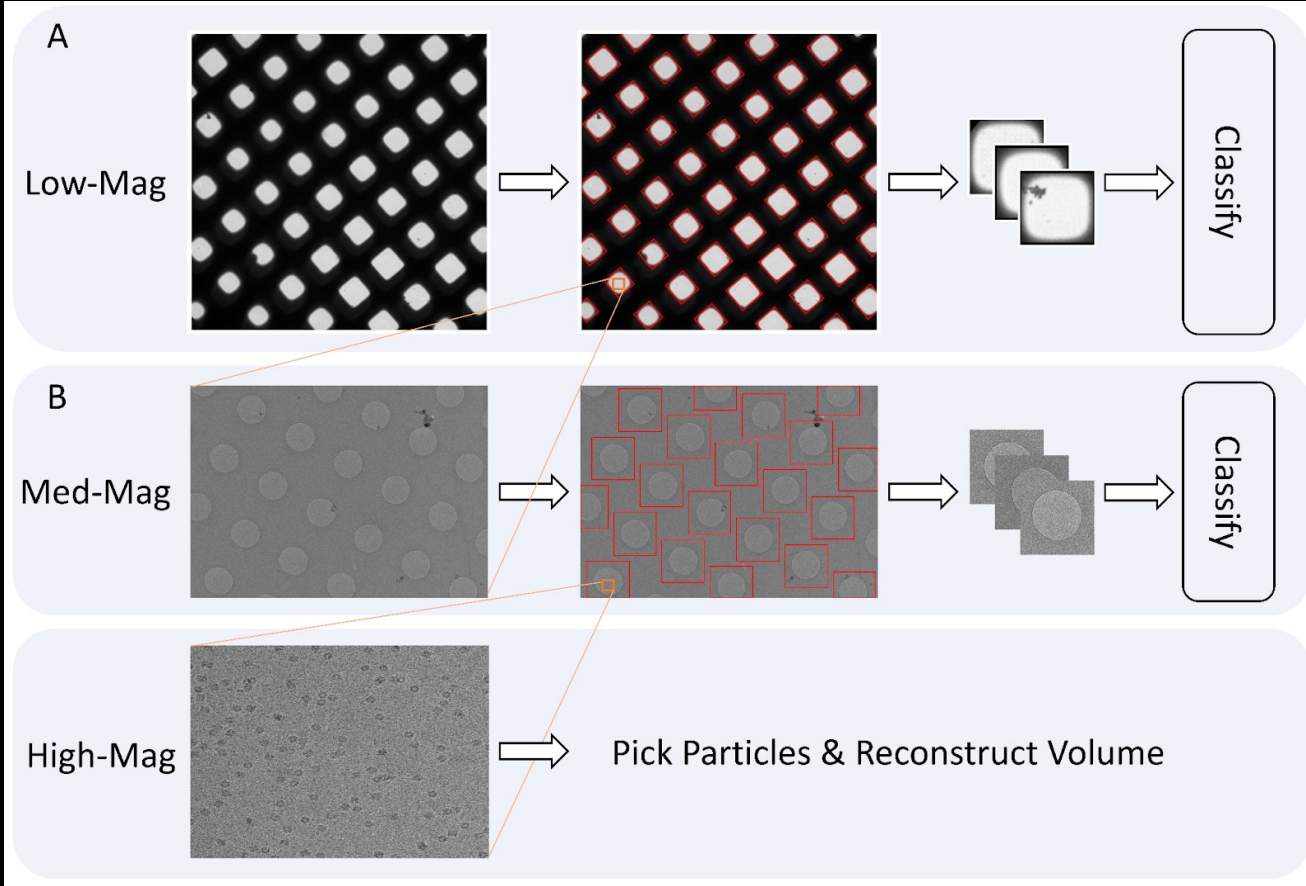 A
Low-Mag
Classify
B
Med-Mag
Classify
High-Mag
Pick Particles & Reconstruct Volume